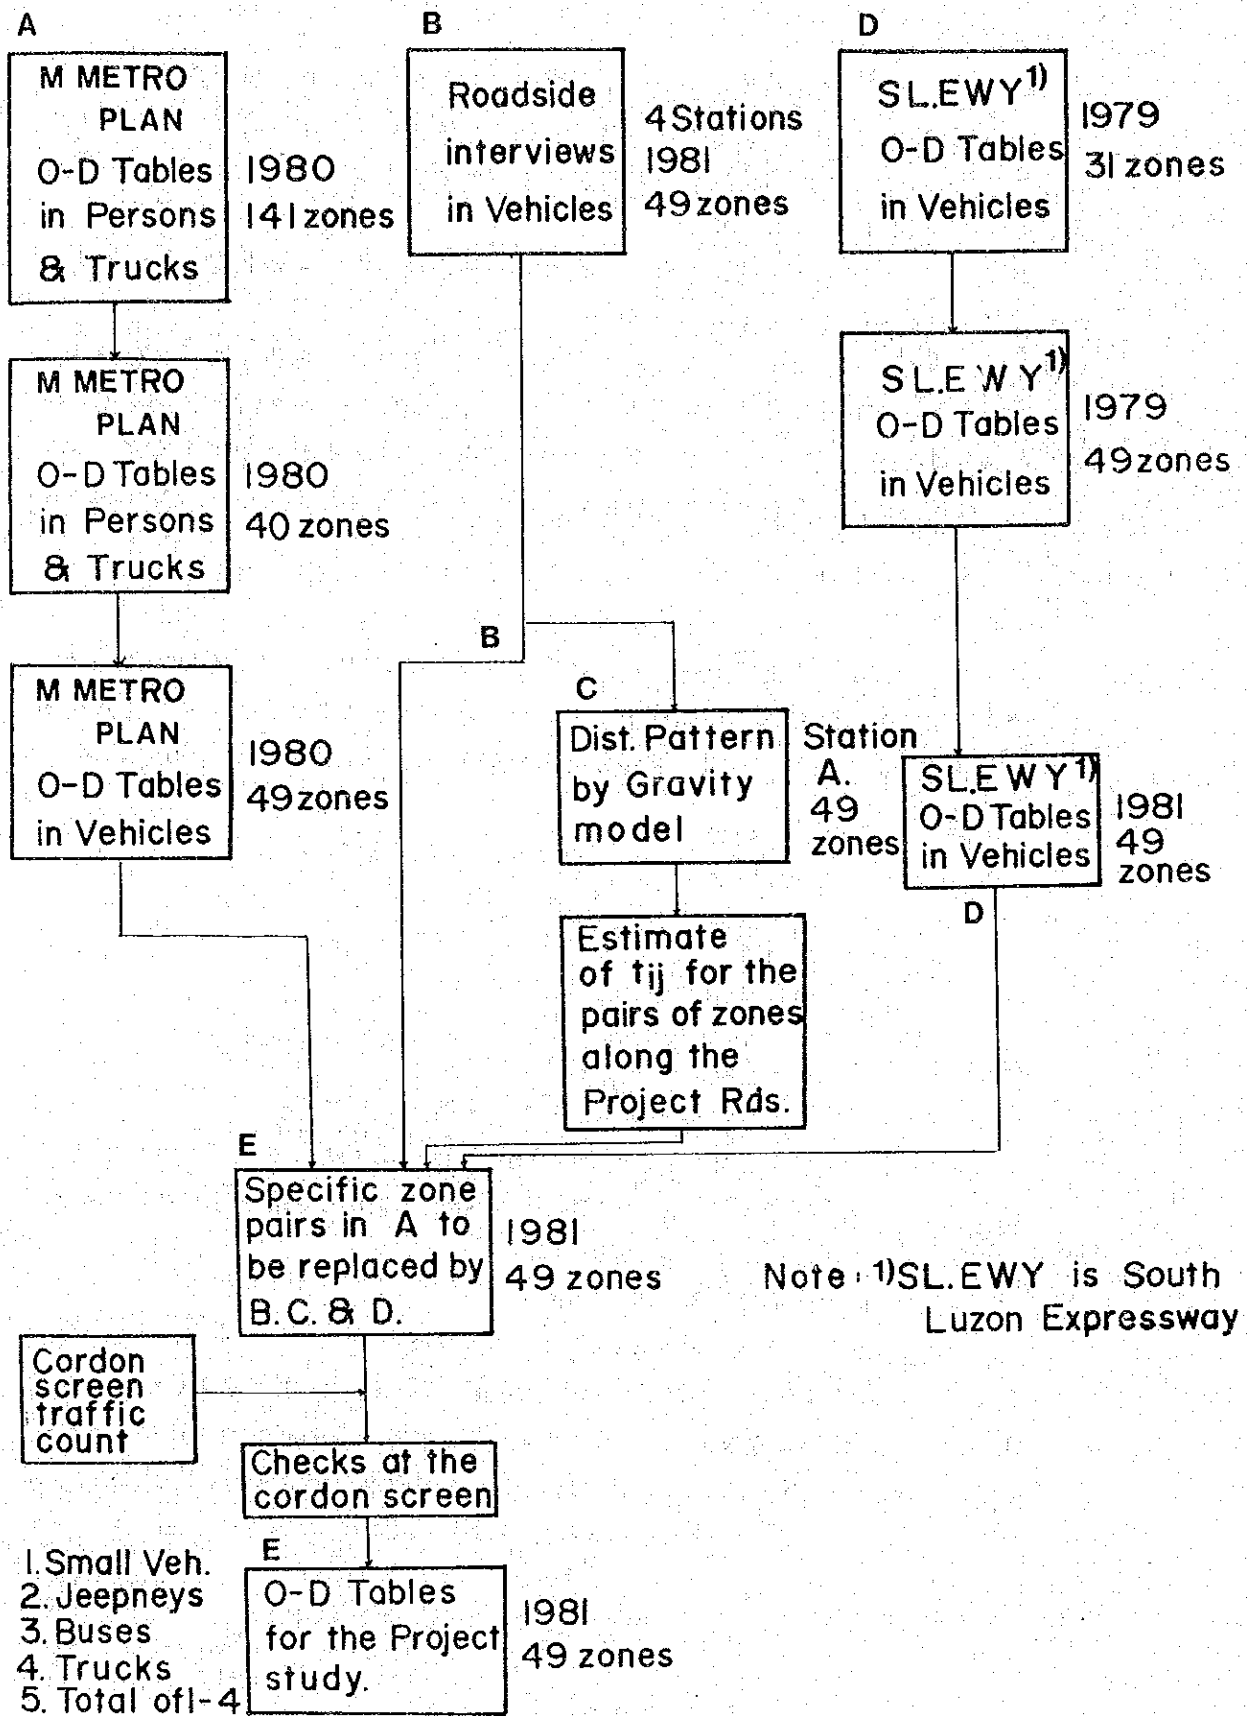 A
M METRO
PLAN
O-D Tables
in Persons
& Trucks
1980
141 zones
M METRO
PLAN
O-D Tables
in Persons
& Trucks
1980
40 zones
M METRO
PLAN
O-D Tables
in Vehicles
1980
49 zones
B
Roadside
interviews
in Vehicles
4 Stations
1981
49 zones
B
C
Dist. Pattern
by Gravity
model
Station
A.
49
zones
Estimate
of tij for the
pairs of zones
along the
Project Rds.
D
SL.EWY 1)
O-D Tables
in Vehicles
1979
31 zones
SL.EWY 1)
O-D Tables
in Vehicles
1979
49 zones
SL.EWY 1)
O-D Tables
in Vehicles
1981
49
zones
D
E
Specific zone
pairs in A to
be replaced by
B.C. & D.
1981
49 zones
Note: 1) SL.EWY is South
Luzon Expressway
Cordon
screen
traffic
count
Checks at the
cordon screen
E
O-D Tables
for the Project
study.
1981
49 zones
1. Small Veh.
2. Jeepneys
3. Buses
4. Trucks
5. Total of 1-4